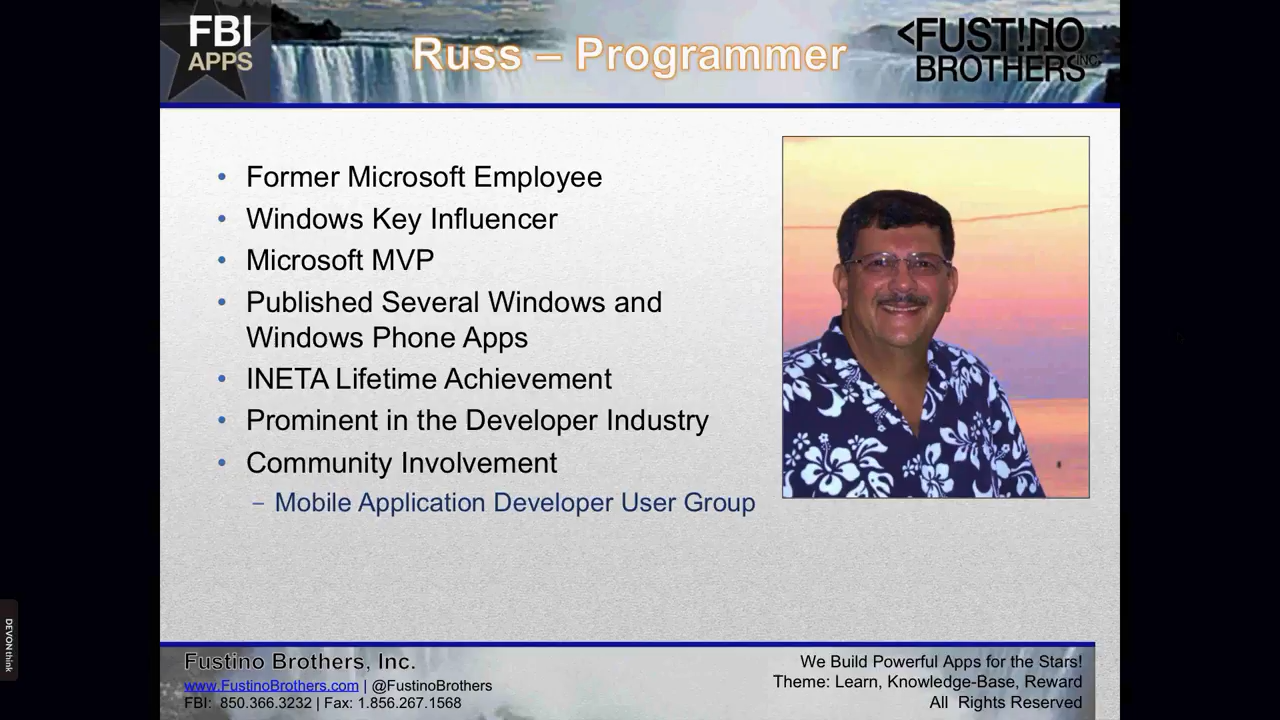 FBI
APPS
Russ – Programmer
<FUST!NO
BROTHERS INC
• Former Microsoft Employee
• Windows Key Influencer
• Microsoft MVP
• Published Several Windows and
Windows Phone Apps
• INETA Lifetime Achievement
• Prominent in the Developer Industry
• Community Involvement
– Mobile Application Developer User Group
DEVONthink
Fustino Brothers, Inc.
www.FustinoBrothers.com | @FustinoBrothers
FBI: 850.366.3232 | Fax: 1.856.267.1568
We Build Powerful Apps for the Stars!
Theme: Learn, Knowledge-Base, Reward
All Rights Reserved